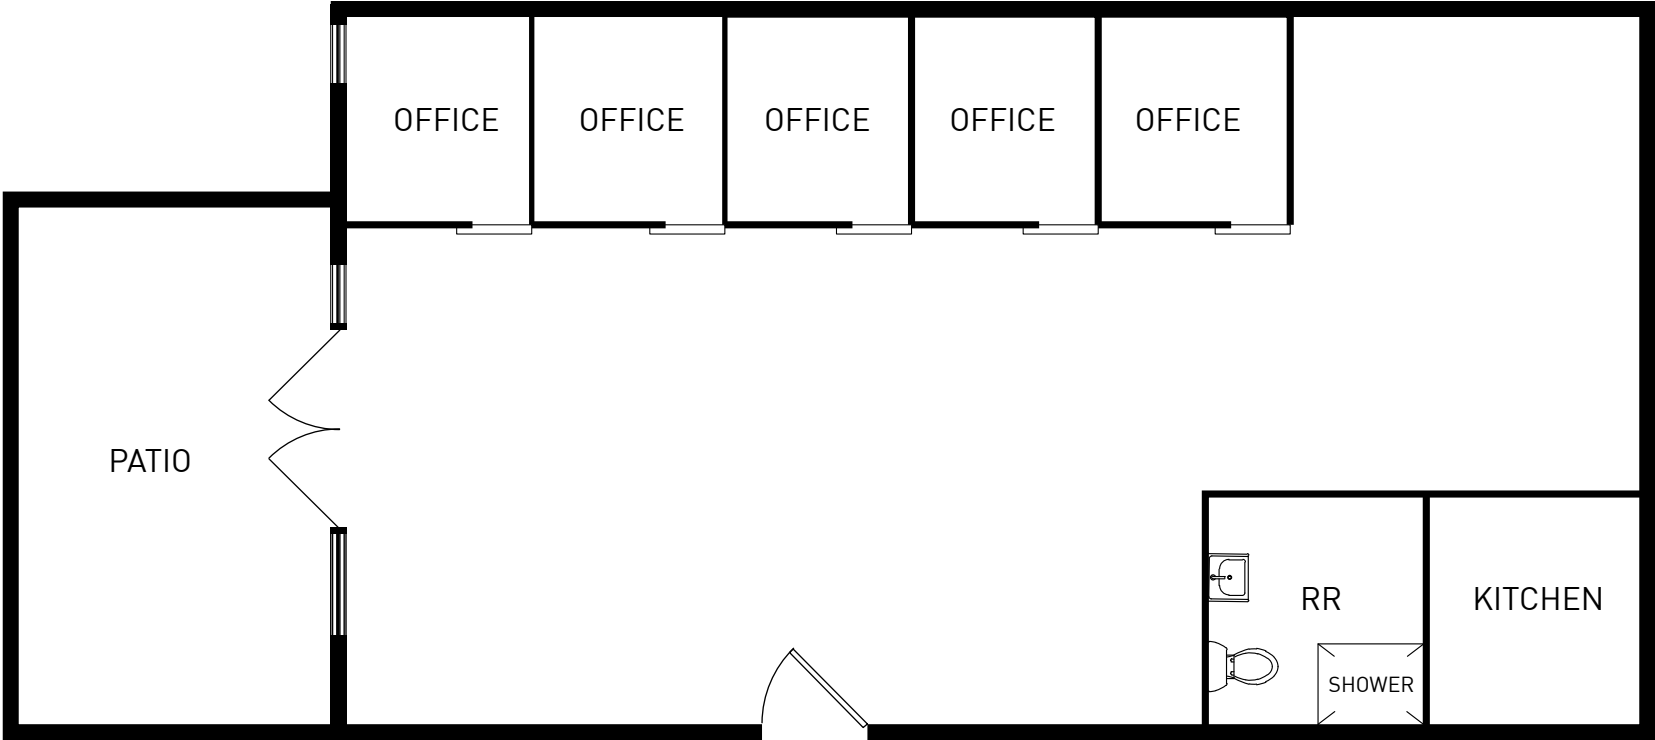 OFFICE
OFFICE
OFFICE
OFFICE
OFFICE
PATIO
RR
KITCHEN
SHOWER